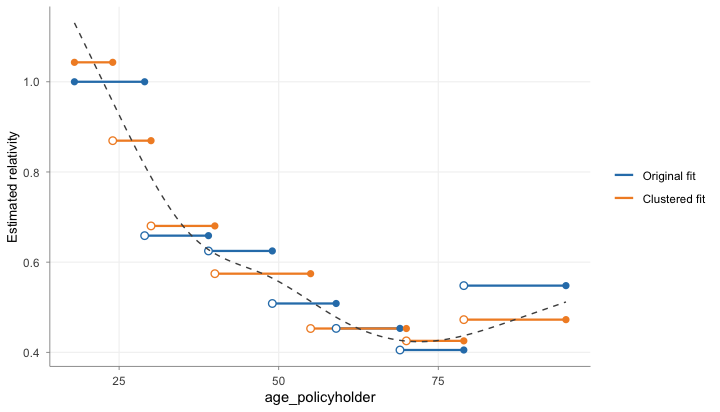 Estimated relativity
1.0
0.8
0.6
0.4
25
50
75
age_policyholder
Original fit
Clustered fit